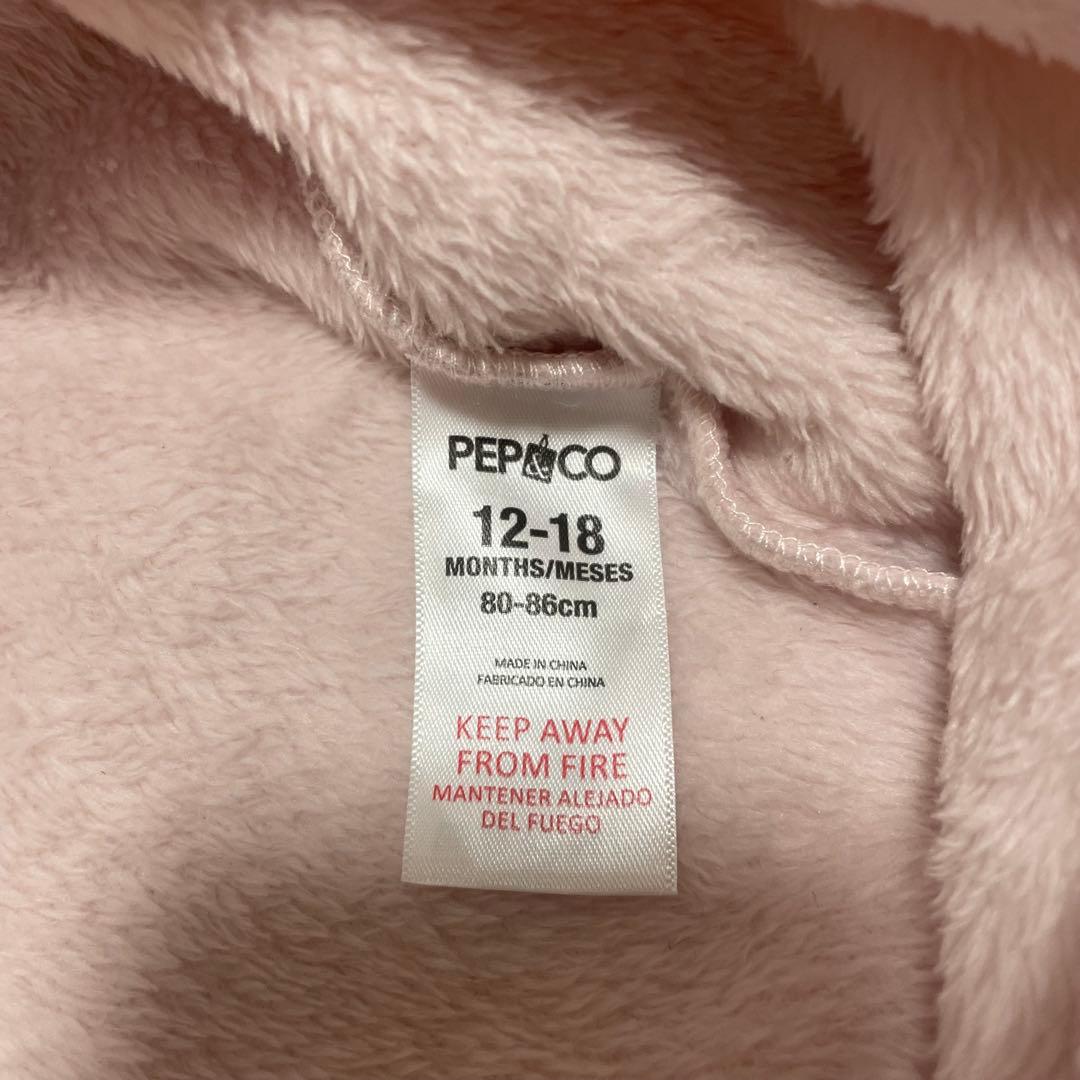 PEP&CO
12-18
MONTHS/MESES
80-86cm
MADE IN CHINA
FABRICADO EN CHINA
KEEP AWAY
FROM FIRE
MANTENER ALEJADO
DEL FUEGO